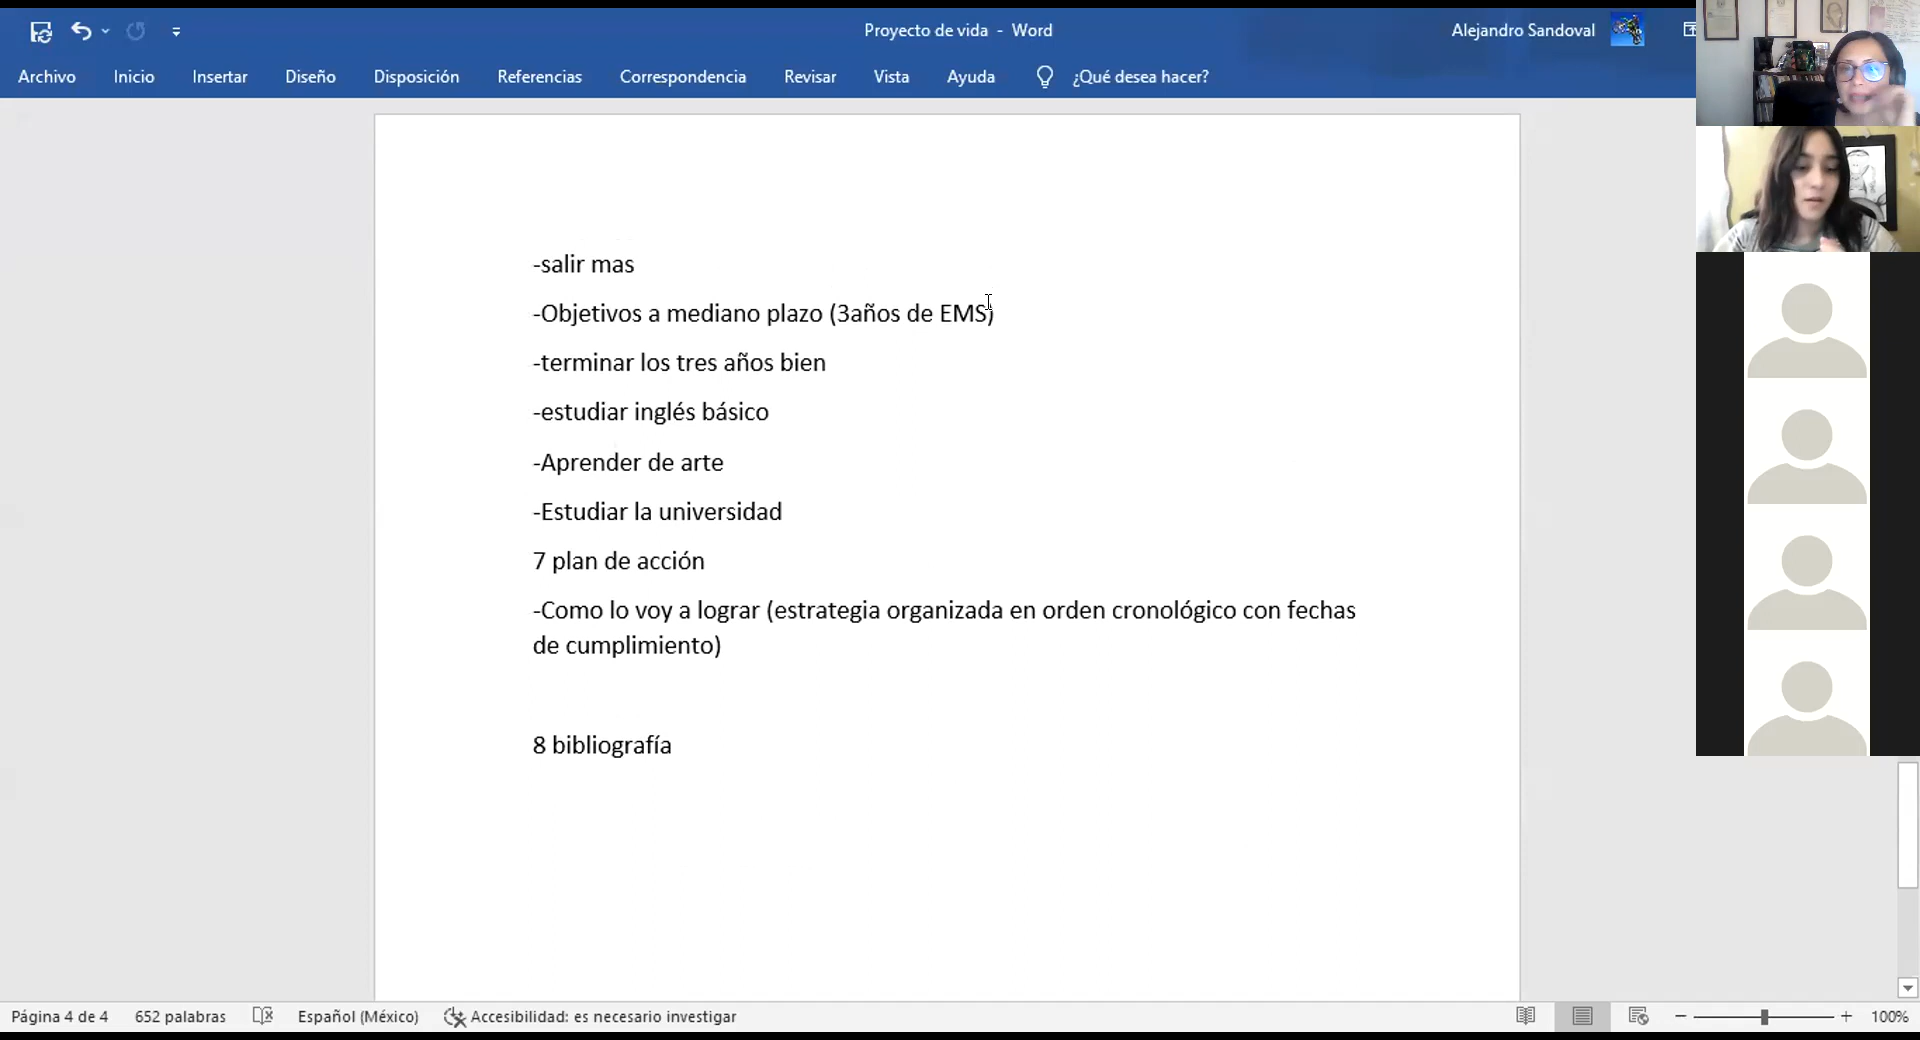 Proyecto de vida - Word
Alejandro Sandoval
Archivo Inicio Insertar Diseño Disposición Referencias Correspondencia Revisar Vista Ayuda ¿Qué desea hacer?
-salir mas
-Objetivos a mediano plazo (3años de EMS)
-terminar los tres años bien
-estudiar inglés básico
-Aprender de arte
-Estudiar la universidad
7 plan de acción
-Como lo voy a lograr (estrategia organizada en orden cronológico con fechas
de cumplimiento)
8 bibliografía
Página 4 de 4 652 palabras Español (México) Accesibilidad: es necesario investigar 100%